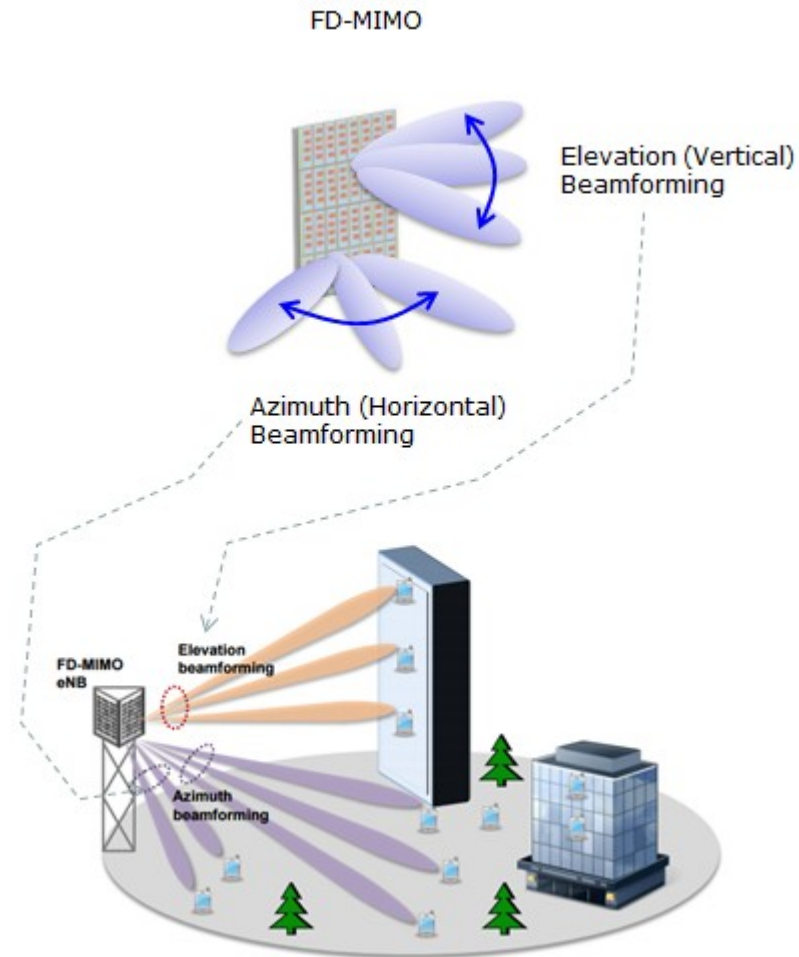 FD-MIMO
Elevation (Vertical)
Beamforming
Azimuth (Horizontal)
Beamforming
Elevation
beamforming
FD-MIMO
eNB
Azimuth
beamforming